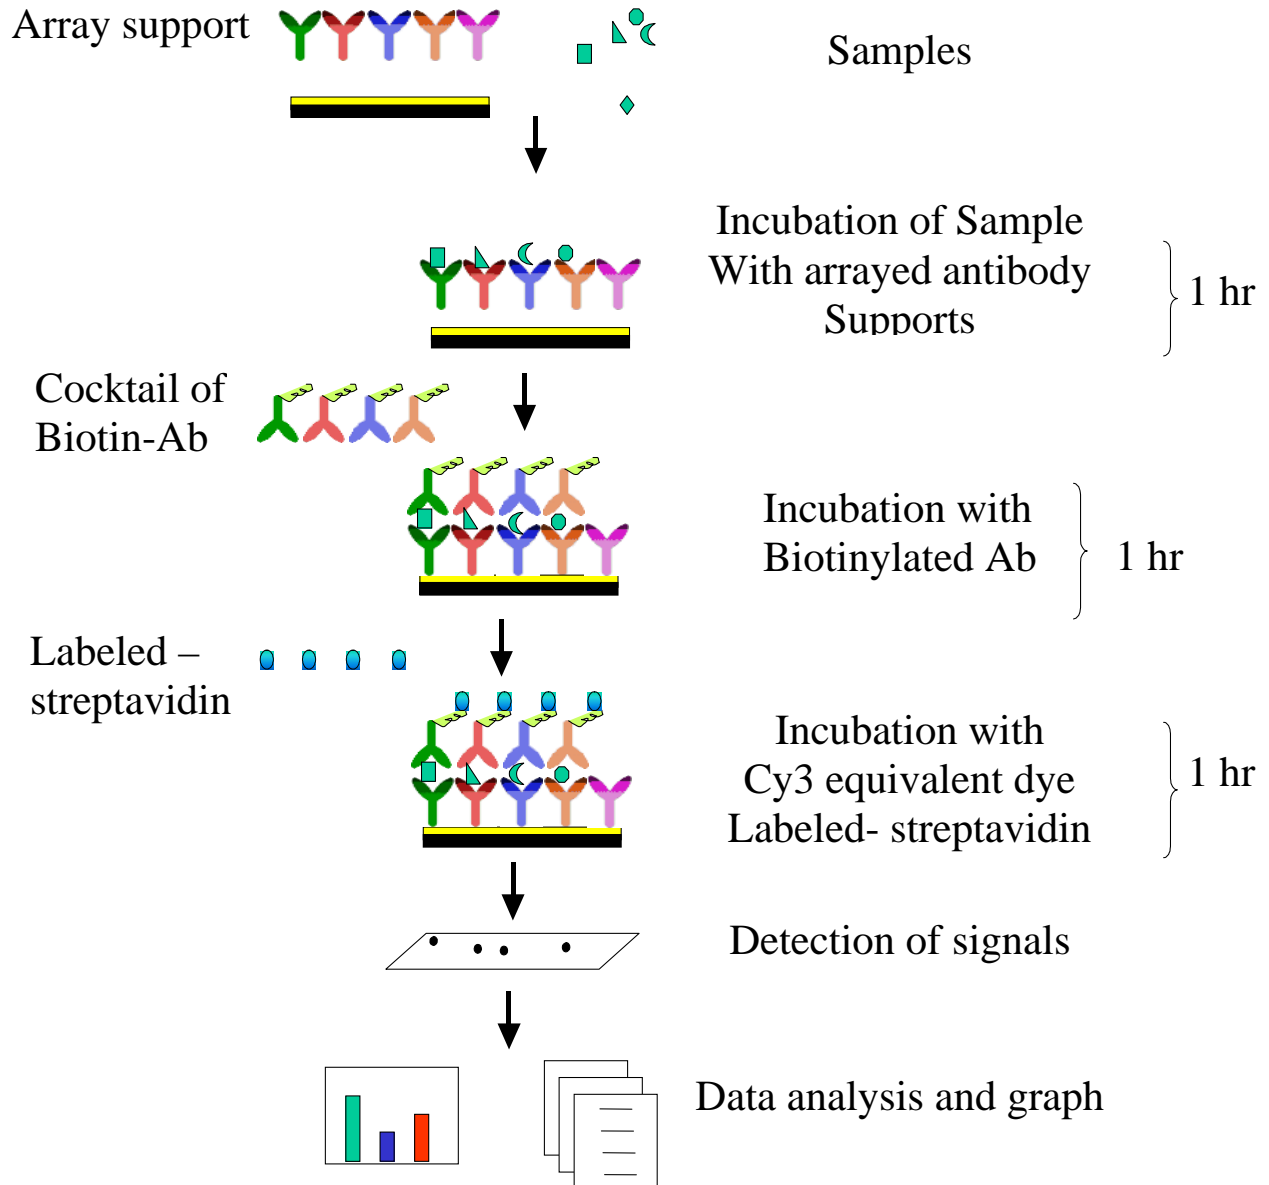 Array support
Samples
Incubation of Sample
With arrayed antibody
Supports
1 hr
Cocktail of
Biotin-Ab
Incubation with
Biotinylated Ab
1 hr
Labeled –
streptavidin
Incubation with
Cy3 equivalent dye
Labeled- streptavidin
1 hr
Detection of signals
Data analysis and graph